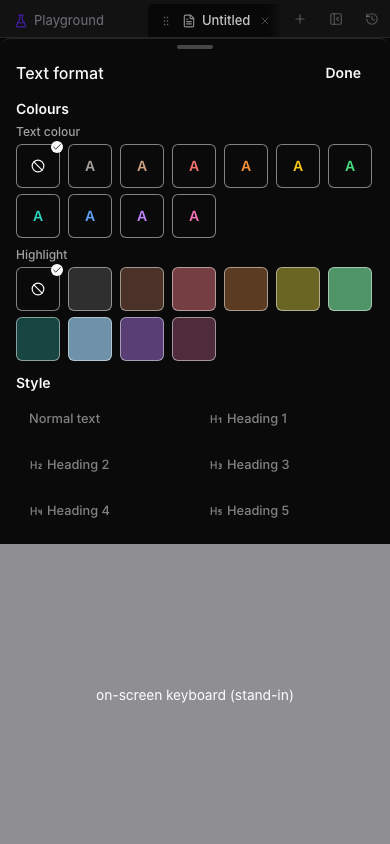 Playground
Untitled
Text format
Done
Colours
Text colour
A A A A A A
A A A A
Highlight
Style
Normal text
H1 Heading 1
H2 Heading 2
H3 Heading 3
H4 Heading 4
H5 Heading 5
on-screen keyboard (stand-in)